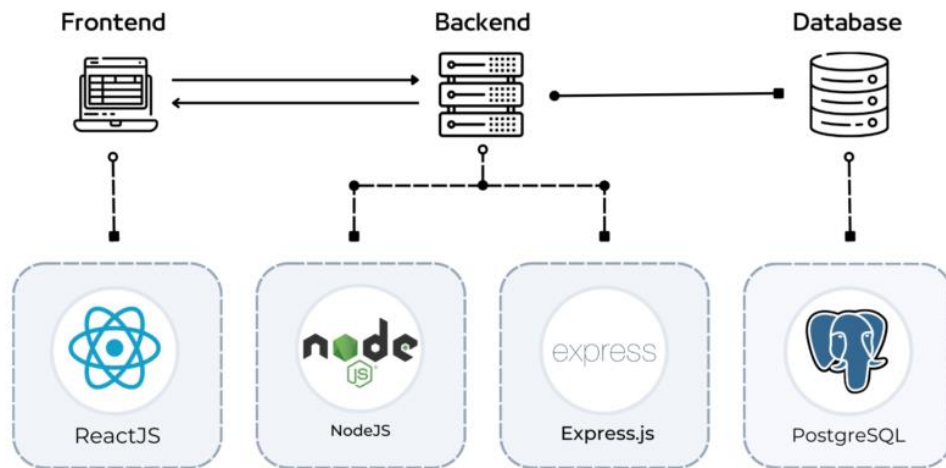 Frontend
Backend
Database
node
JS
express
ReactJS
NodeJS
Express.js
PostgreSQL